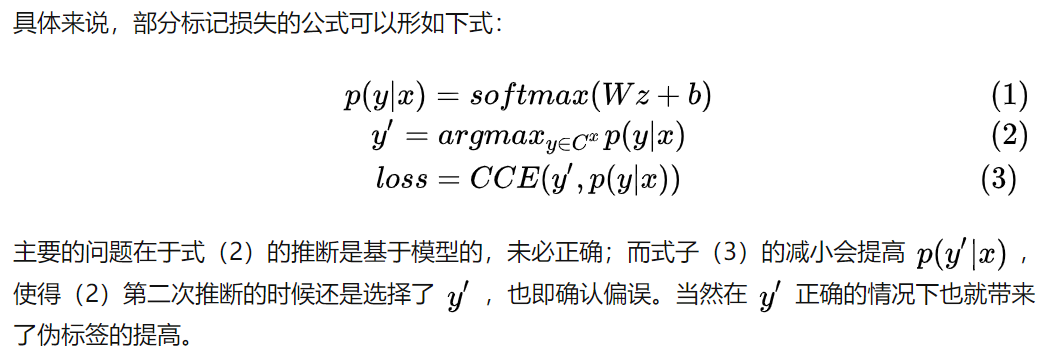 具体来说，部分标记损失的公式可以形如下式：
p(y|x) = softmax(Wz + b) (1)
y′ = argmax_{y∈C^x} p(y|x) (2)
loss = CCE(y′, p(y|x)) (3)
主要的问题在于式（2）的推断是基于模型的，未必正确；而式子（3）的减小会提高 p(y′|x) ，
使得（2）第二次推断的时候还是选择了 y′ ，也即确认偏误。当然在 y′ 正确的情况下也就带来
了伪标签的提高。